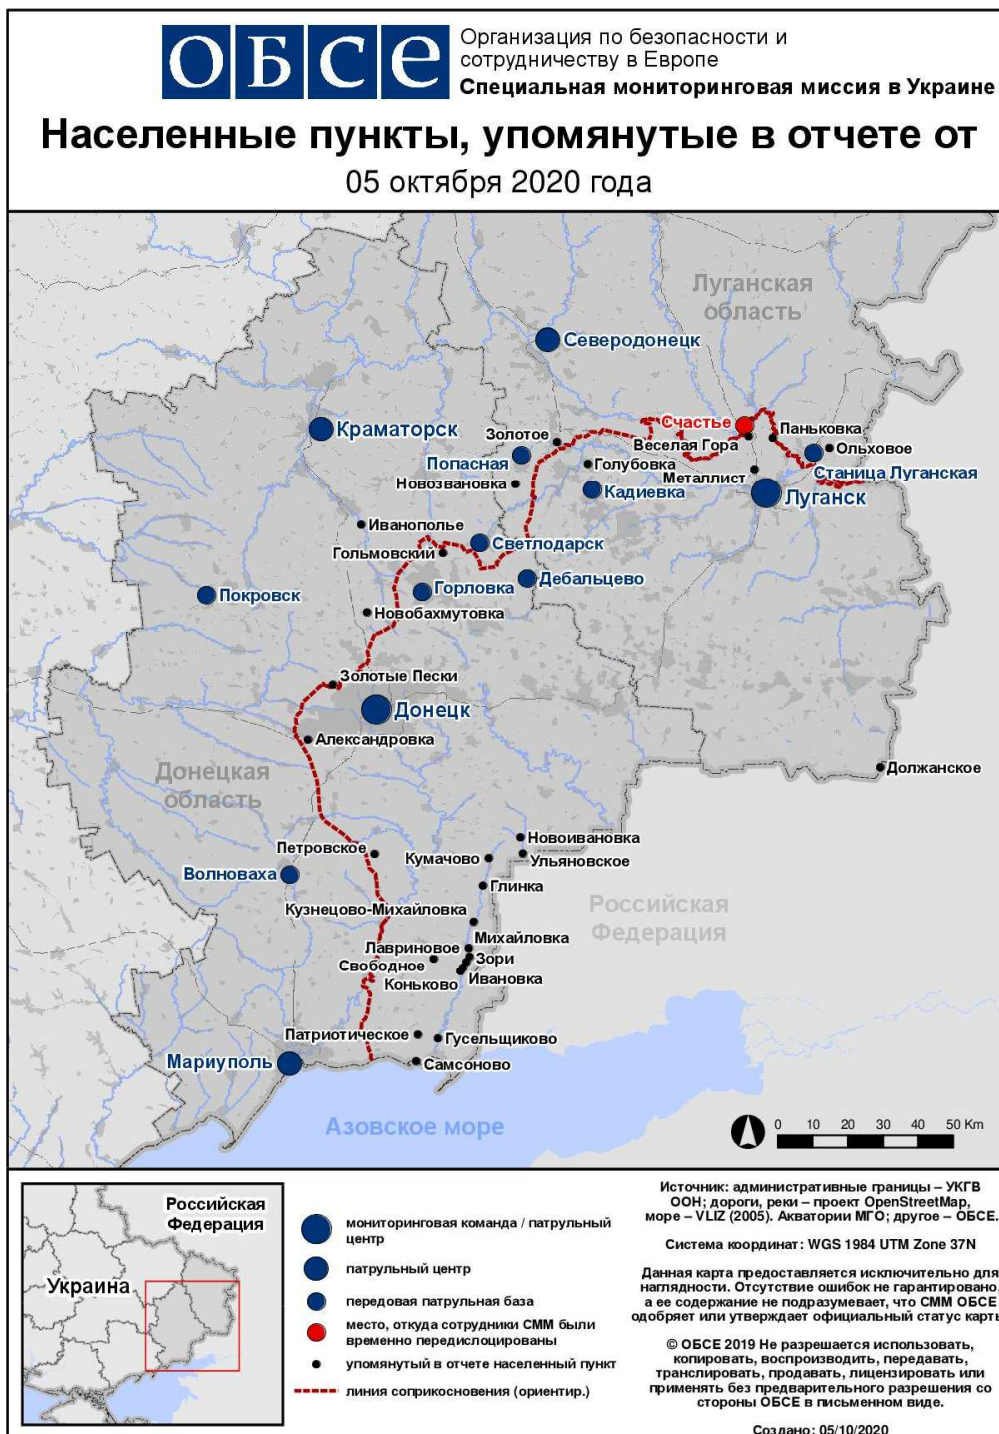 ОБСЕ
Организация по безопасности и
сотрудничеству в Европе
Специальная мониторинговая миссия в Украине
Населенные пункты, упомянутые в отчете от
05 октября 2020 года
Луганская
область
Северодонецк
Счастье
Краматорск
Золотое
Веселая Гора
Паньковка
Ольховое
Попасная
Голубовка
Металлист
Станица Луганская
Новозвановка
Кадиевка
Луганск
Иванополье
Светлодарск
Гольмовский
Дебальцево
Горловка
Покровск
Новобахмутовка
Золотые Пески
Донецк
Александровка
Донецкая
область
Должанское
Новоивановка
Петровское
Кумачово
Ульяновское
Волноваха
Глинка
Российская
Федерация
Кузнецово-Михайловка
Михайловка
Лавриновое
Зори
Свободное
Ивановка
Коньково
Патриотическое
Гусельщиково
Мариуполь
Самсоново
Азовское море
0 10 20 30 40 50 Km
Российская
Федерация
Украина
мониторинговая команда / патрульный
центр
патрульный центр
передовая патрульная база
место, откуда сотрудники СММ были
временно передислоцированы
упомянутый в отчете населенный пункт
линия соприкосновения (ориентир.)
Источник: административные границы – УКГВ
ООН; дороги, реки – проект OpenStreetMap,
море – VLIZ (2005). Акватории МГО; другое – ОБСЕ.
Система координат: WGS 1984 UTM Zone 37N
Данная карта предоставляется исключительно для
наглядности. Отсутствие ошибок не гарантировано,
а ее содержание не подразумевает, что СММ ОБСЕ
одобряет или утверждает официальный статус карты
© ОБСЕ 2019 Не разрешается использовать,
копировать, воспроизводить, передавать,
транслировать, продавать, лицензировать или
применять без предварительного разрешения со
стороны ОБСЕ в письменном виде.
Создано: 05/10/2020